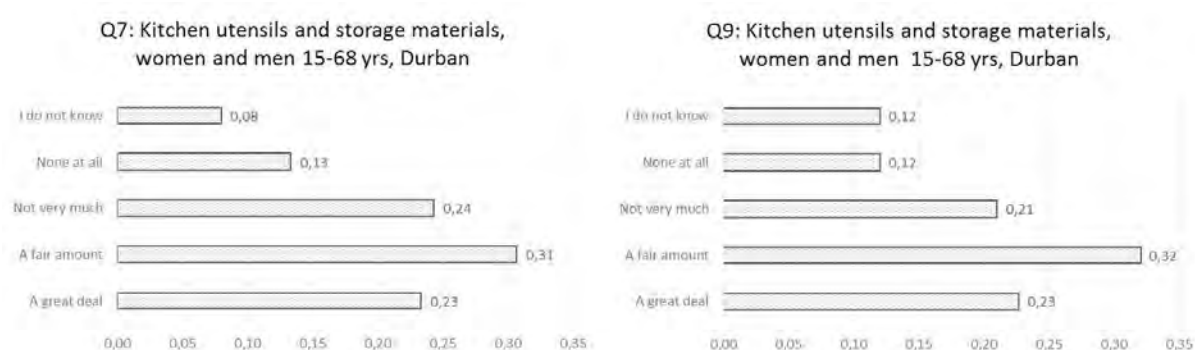 Q7: Kitchen utensils and storage materials,
women and men 15-68 yrs, Durban
I do not know
0,08
None at all
0,13
Not very much
0,24
A fair amount
0,31
A great deal
0,23
0,00 0,05 0,10 0,15 0,20 0,25 0,30 0,35
Q9: Kitchen utensils and storage materials,
women and men 15-68 yrs, Durban
I do not know
0,12
None at all
0,12
Not very much
0,21
A fair amount
0,32
A great deal
0,23
0,00 0,05 0,10 0,15 0,20 0,25 0,30 0,35